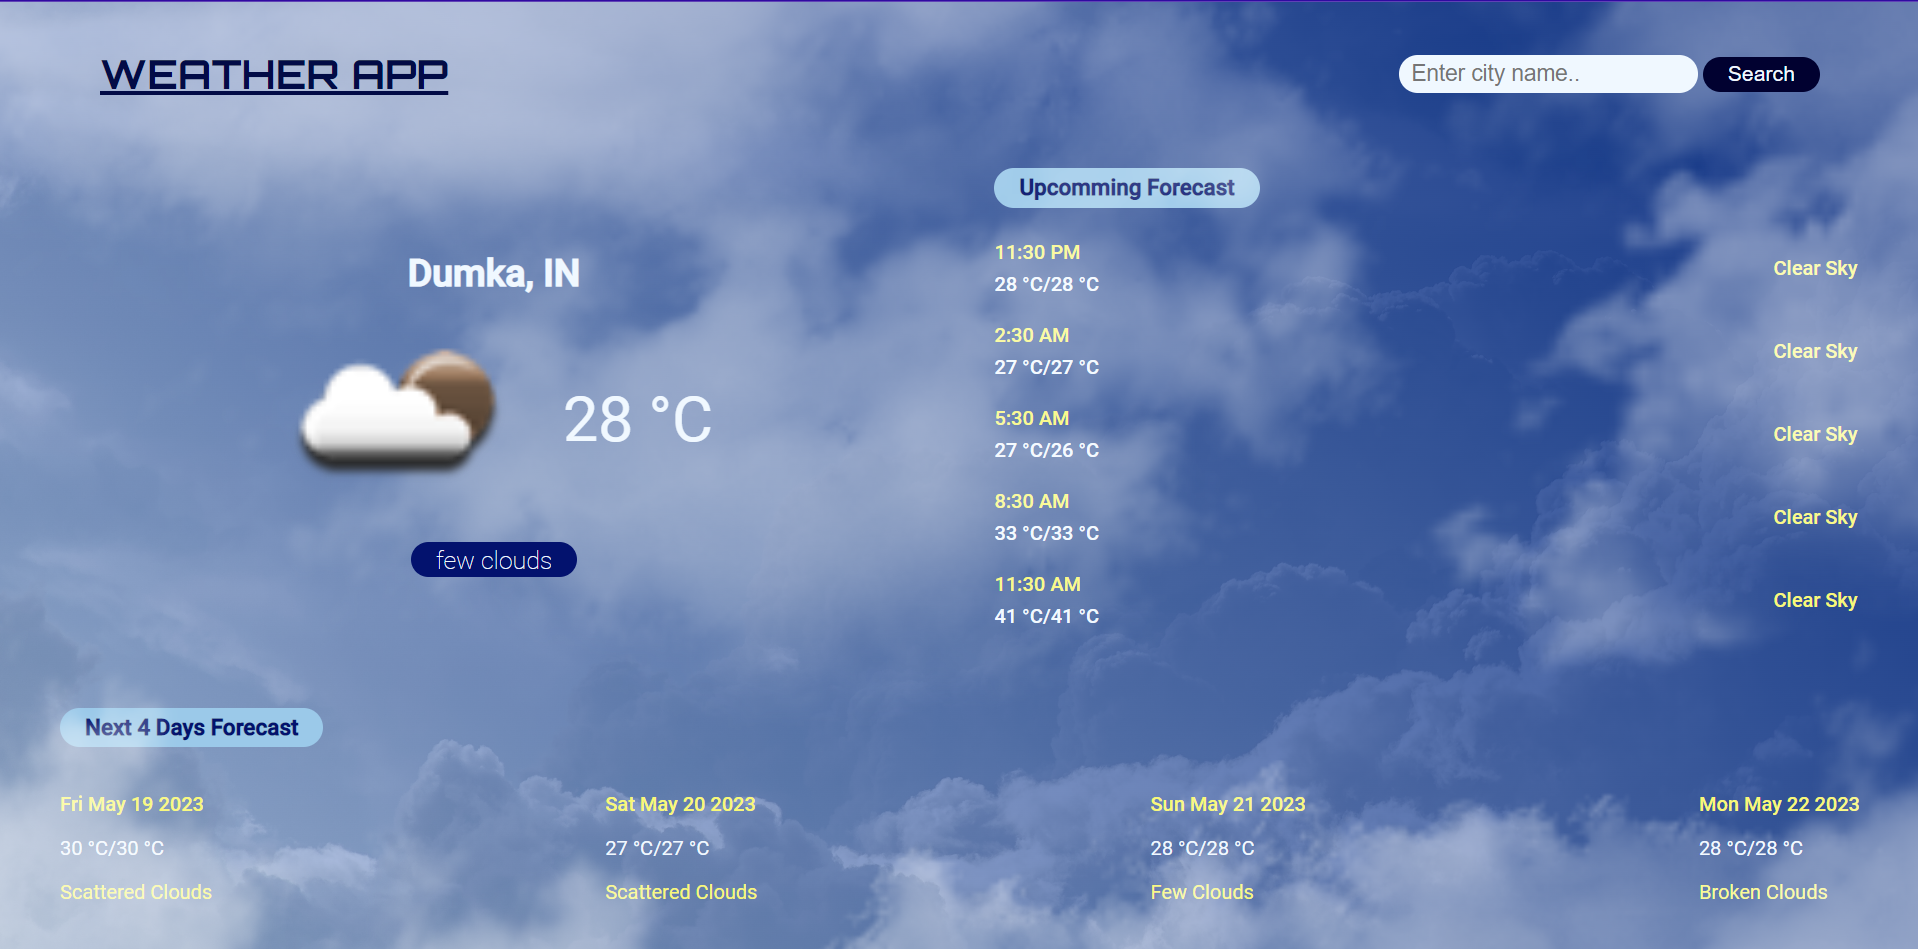 WEATHER APP
Enter city name..
Search
Dumka, IN
28 °C
few clouds
Upcomming Forecast
11:30 PM
28 °C/28 °C
Clear Sky
2:30 AM
27 °C/27 °C
Clear Sky
5:30 AM
27 °C/26 °C
Clear Sky
8:30 AM
33 °C/33 °C
Clear Sky
11:30 AM
41 °C/41 °C
Clear Sky
Next 4 Days Forecast
Fri May 19 2023
30 °C/30 °C
Scattered Clouds
Sat May 20 2023
27 °C/27 °C
Scattered Clouds
Sun May 21 2023
28 °C/28 °C
Few Clouds
Mon May 22 2023
28 °C/28 °C
Broken Clouds